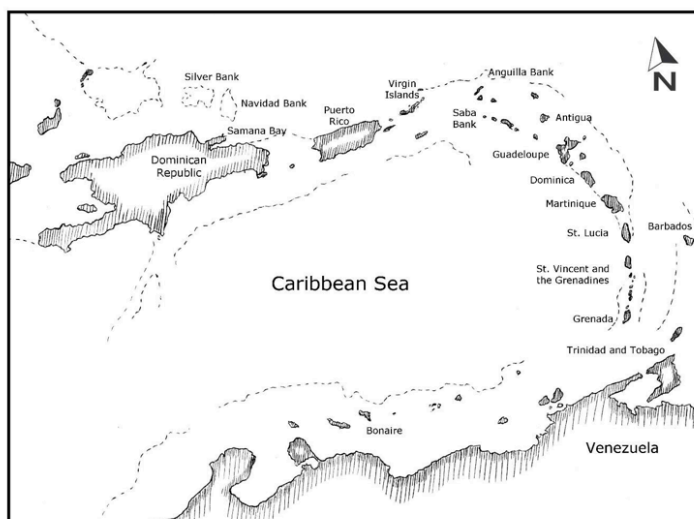 Silver Bank
Navidad Bank
Samana Bay
Dominican
Republic
Puerto
Rico
Virgin
Islands
Anguilla Bank
Saba
Bank
Antigua
Guadeloupe
Dominica
Martinique
St. Lucia
Barbados
St. Vincent and
the Grenadines
Grenada
Trinidad and Tobago
Caribbean Sea
Bonaire
Venezuela
N